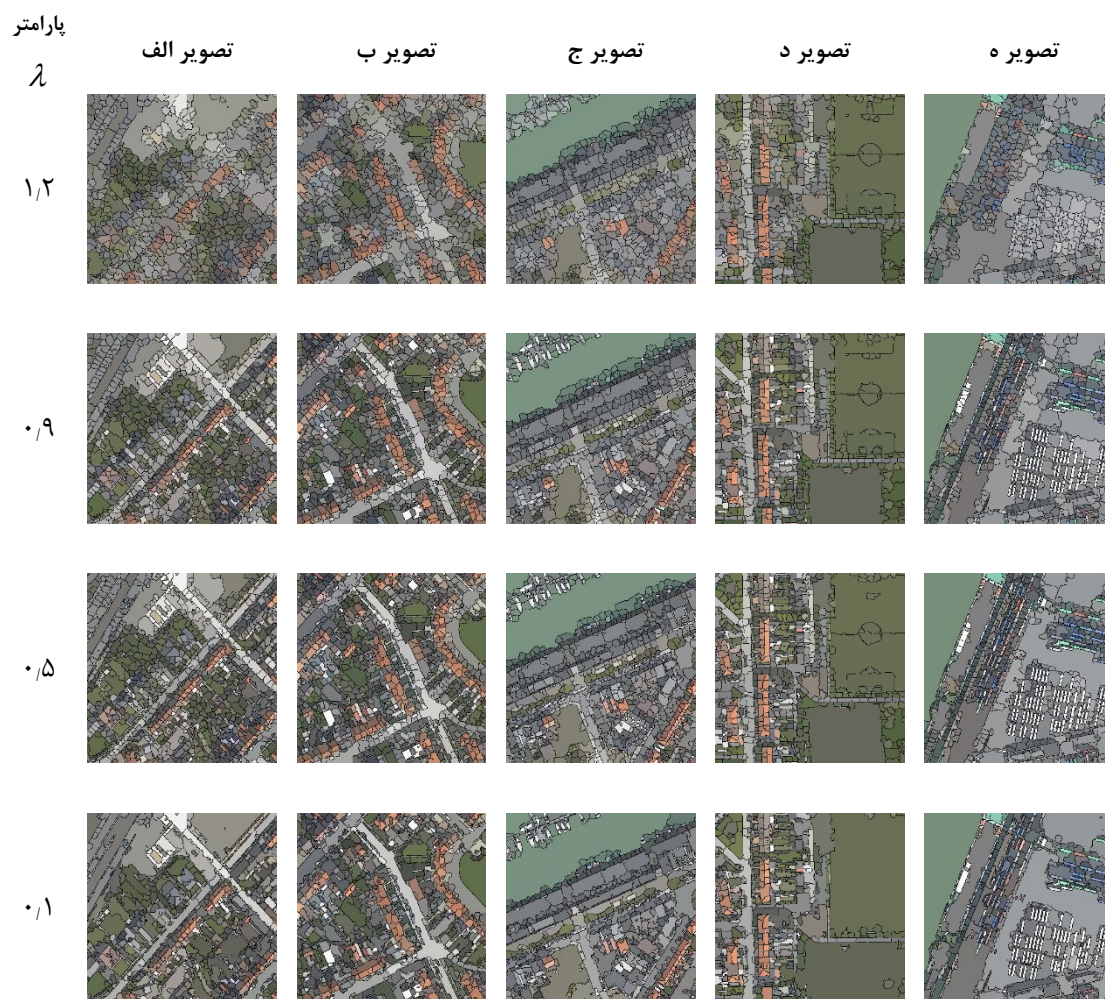 پارامتر
λ
تصویر الف تصویر ب تصویر ج تصویر د تصویر ه
۱٫۲
۰٫۹
۰٫۵
۰٫۱